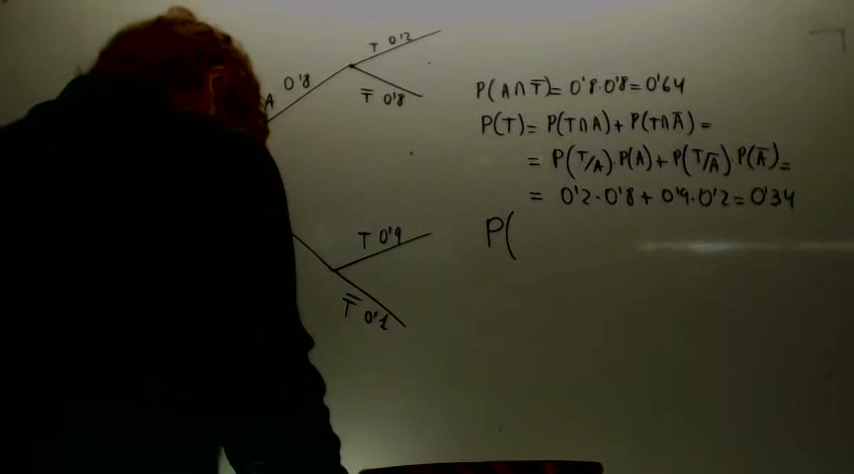 T 0'2
0'8
A
T̅ 0'8
P(A∩T̅)=0'8·0'8=0'64
P(T)= P(T∩A)+P(T∩A̅)=
= P(T/A)P(A)+P(T/A̅)P(A̅)=
= 0'2·0'8+0'9·0'2=0'34
T 0'9
P(
T̅ 0'1